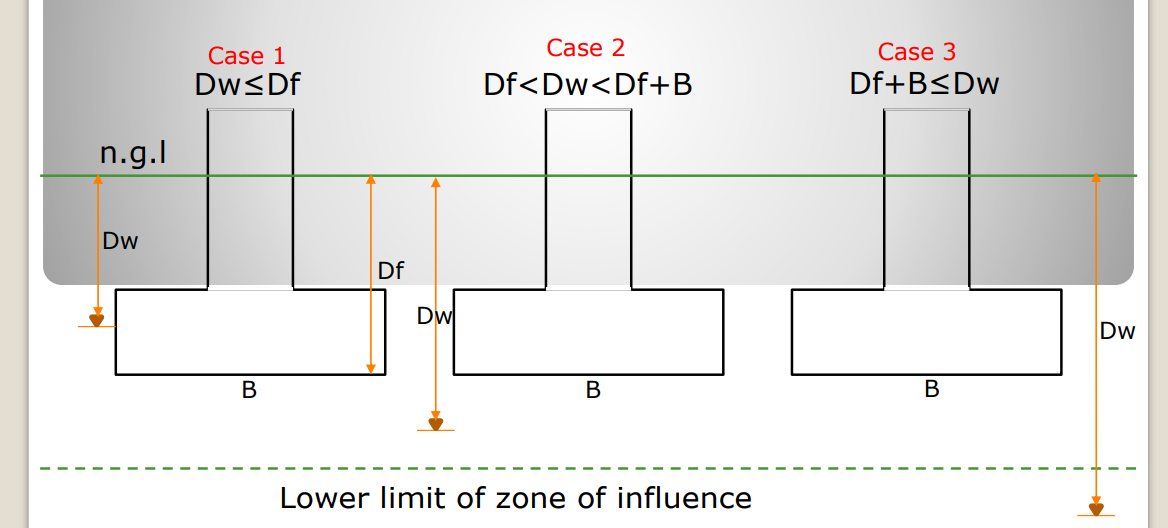 Case 1
Dw≤Df
Case 2
Df<Dw<Df+B
Case 3
Df+B≤Dw
n.g.l
Dw
Df
Dw
Dw
B
B
B
Lower limit of zone of influence